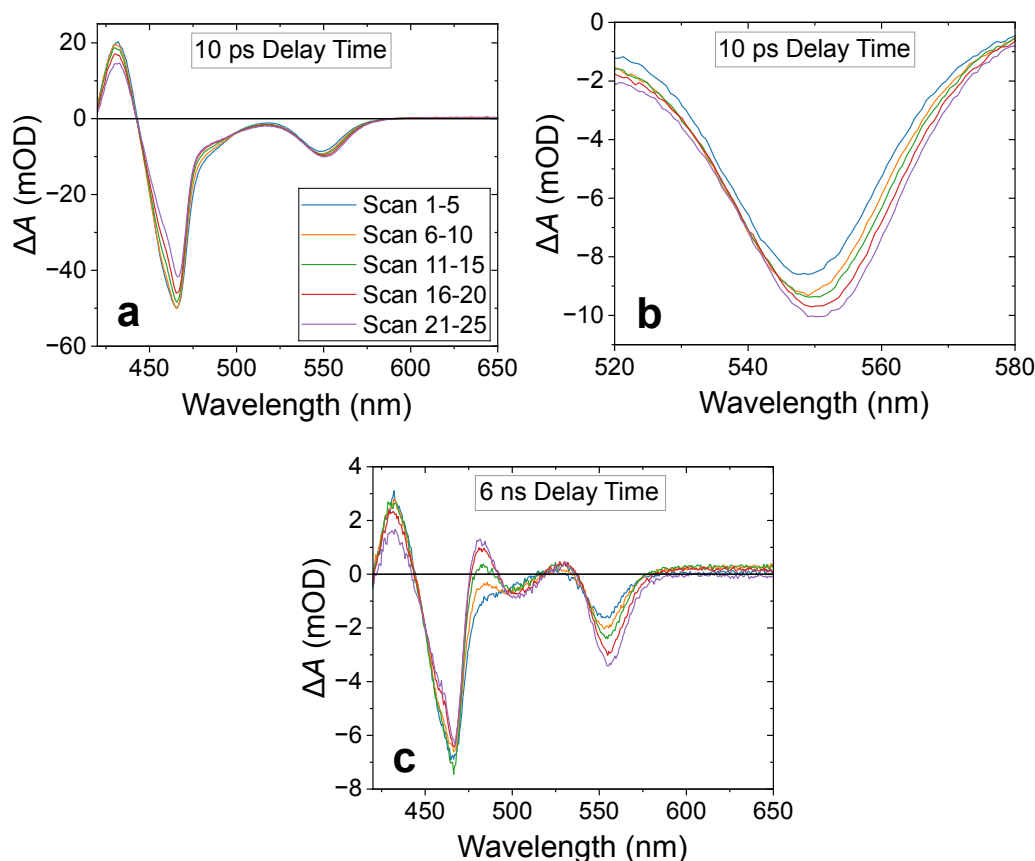 10 ps Delay Time
20
0
−20
−40
−60
ΔA (mOD)
Scan 1-5
Scan 6-10
Scan 11-15
Scan 16-20
Scan 21-25
a
450 500 550 600 650
Wavelength (nm)
10 ps Delay Time
0
−2
−4
−6
−8
−10
ΔA (mOD)
b
520 540 560 580
Wavelength (nm)
6 ns Delay Time
4
2
0
−2
−4
−6
−8
ΔA (mOD)
c
450 500 550 600 650
Wavelength (nm)